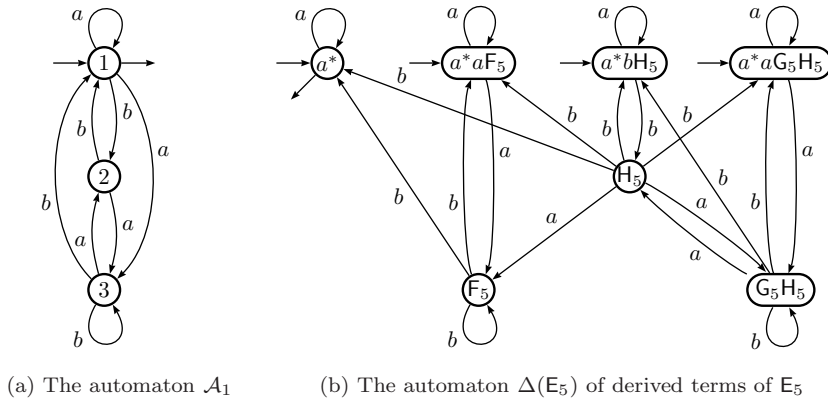 a a a a a
1 a* a*aF₅ a*bH₅ a*aG₅H₅
b
b b b b b b
b a a a
2 H₅
b b b b b
a a a a a
3 F₅ G₅H₅
b b b
(a) The automaton 𝒜₁ (b) The automaton Δ(E₅) of derived terms of E₅